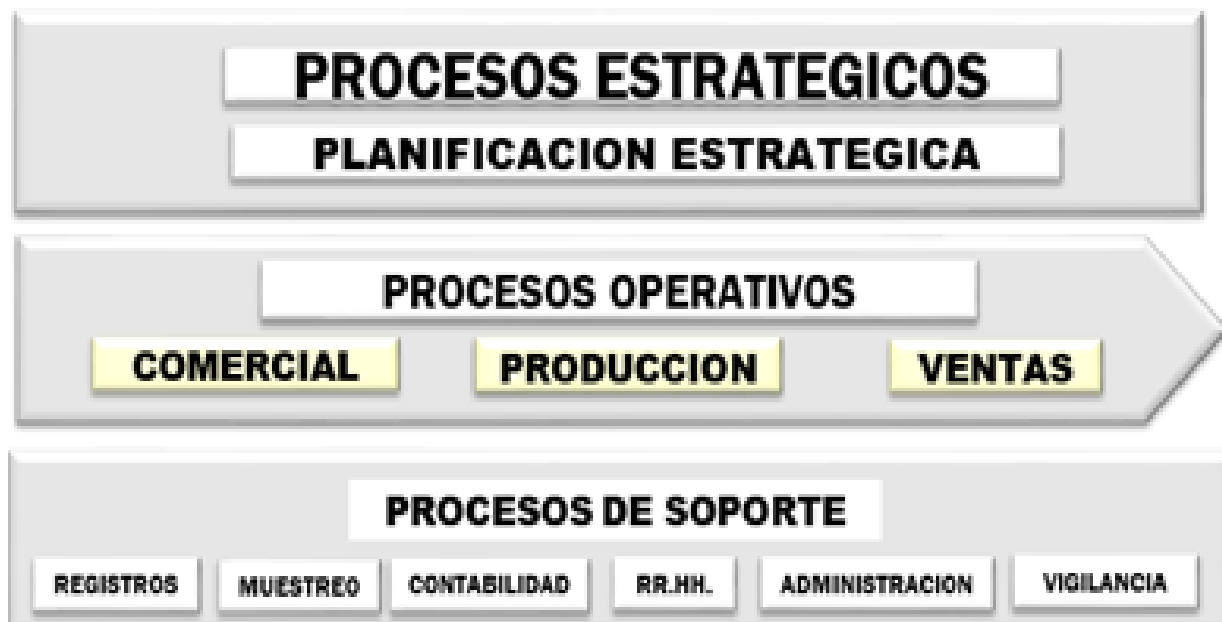 PROCESOS ESTRATEGICOS
PLANIFICACION ESTRATEGICA
PROCESOS OPERATIVOS
COMERCIAL PRODUCCION VENTAS
PROCESOS DE SOPORTE
REGISTROS MUESTREO CONTABILIDAD RR.HH. ADMINISTRACION VIGILANCIA